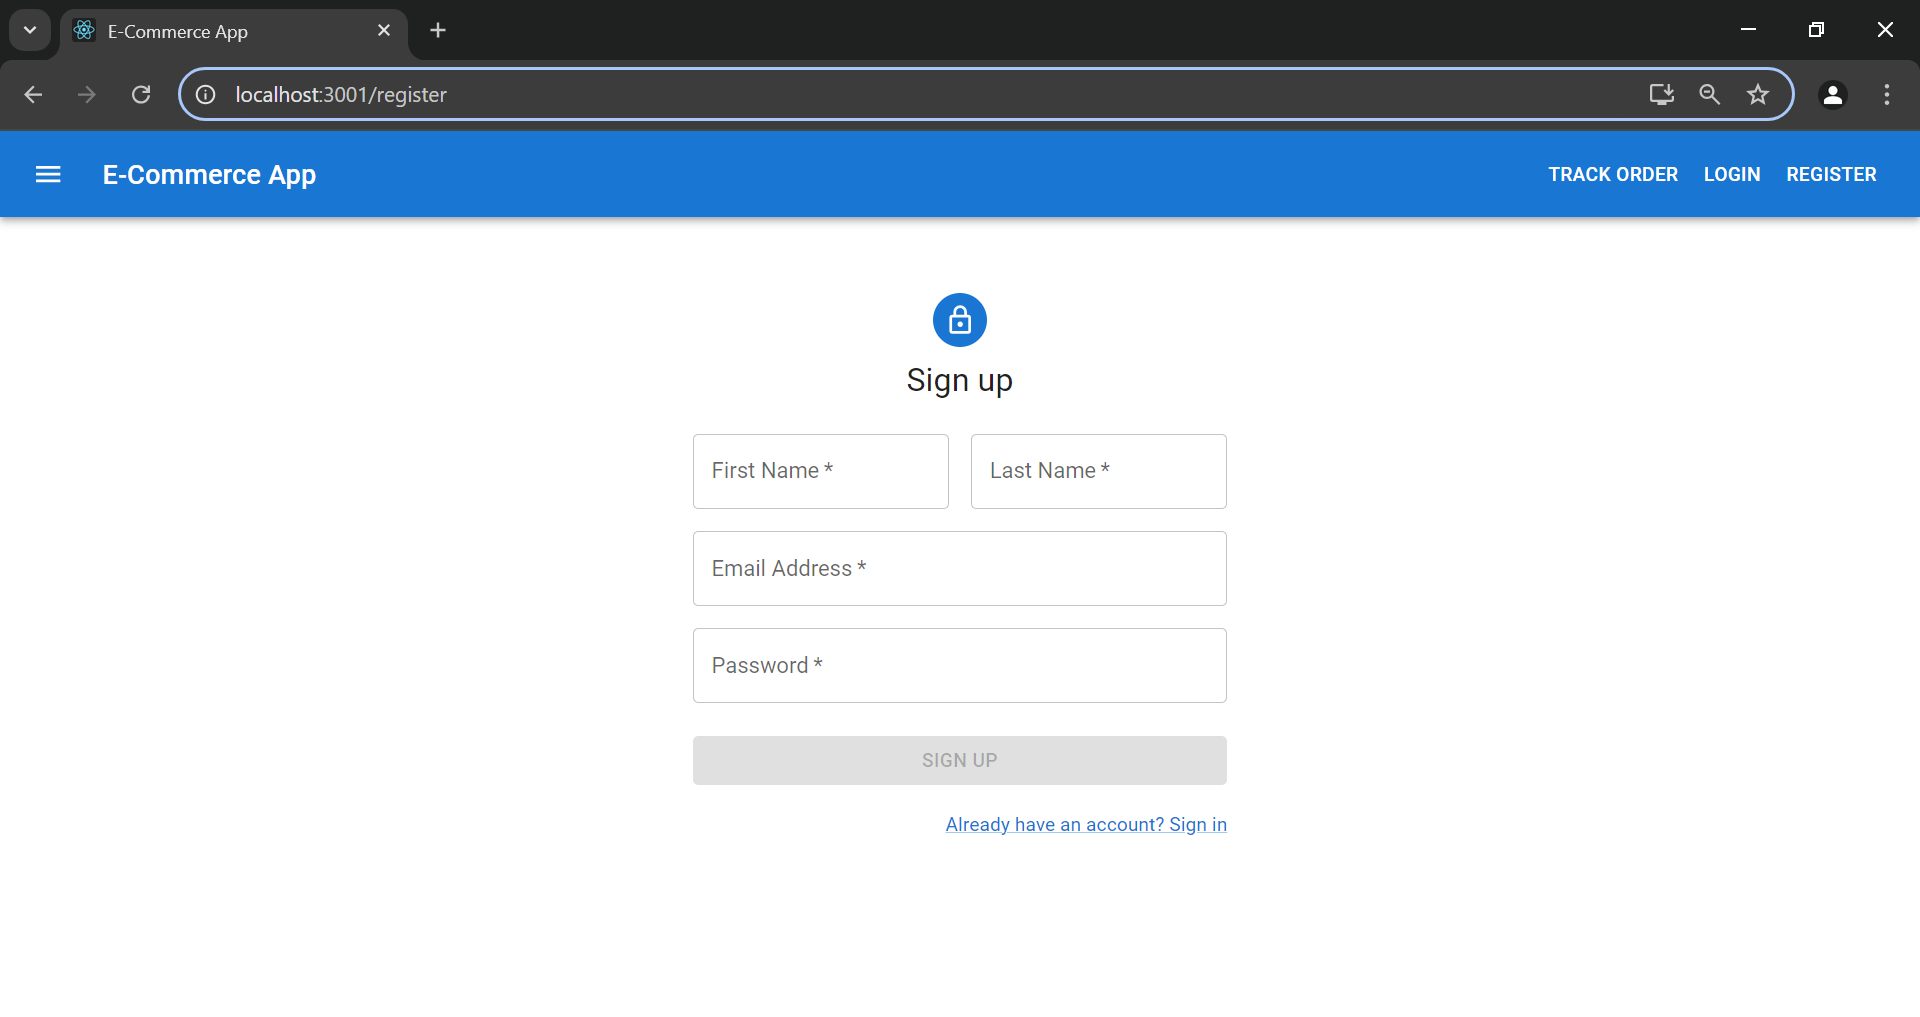 E-Commerce App
localhost:3001/register
E-Commerce App TRACK ORDER LOGIN REGISTER
Sign up
First Name * Last Name *
Email Address *
Password *
SIGN UP
Already have an account? Sign in